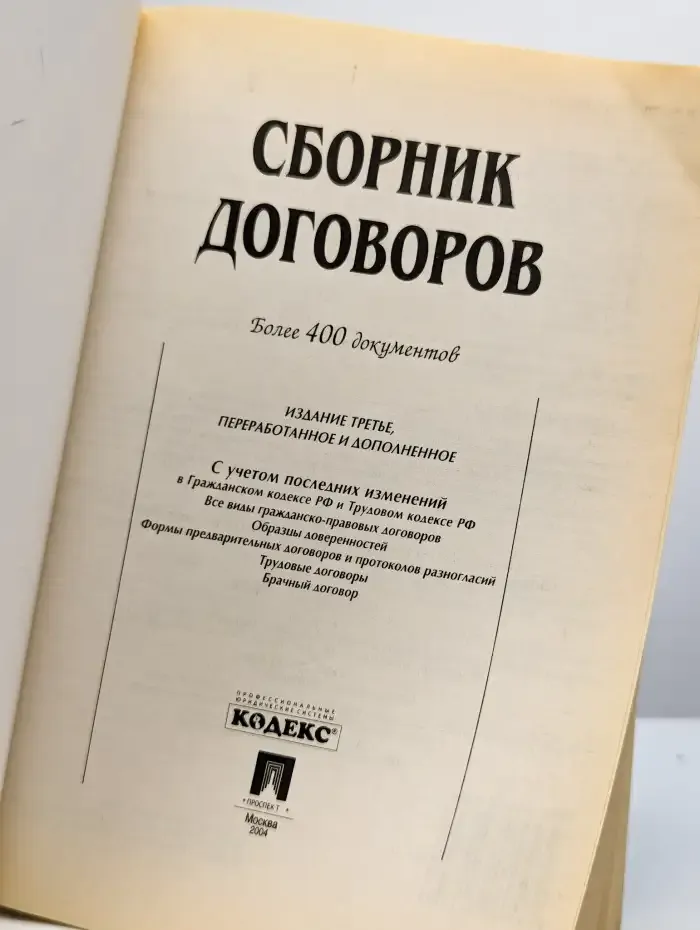 СБОРНИК
ДОГОВОРОВ
Более 400 документов
ИЗДАНИЕ ТРЕТЬЕ,
ПЕРЕРАБОТАННОЕ И ДОПОЛНЕННОЕ
С учетом последних изменений
в Гражданском кодексе РФ и Трудовом кодексе РФ
Все виды гражданско-правовых договоров
Образцы доверенностей
Формы предварительных договоров и протоколов разногласий
Трудовые договоры
Брачный договор
ПРОФЕССИОНАЛЬНЫЕ
ЮРИДИЧЕСКИЕ СИСТЕМЫ
КОДЕКС®
•ПРОСПЕКТ•
Москва
2004